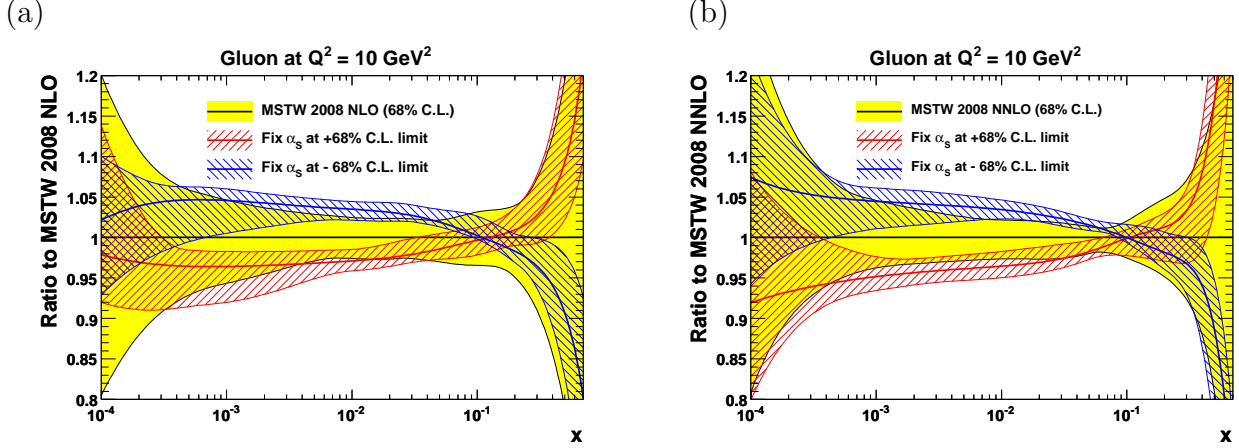 (a)
Gluon at Q² = 10 GeV²
Ratio to MSTW 2008 NLO
1.2
1.15
1.1
1.05
1
0.95
0.9
0.85
0.8
MSTW 2008 NLO (68% C.L.)
Fix αS at +68% C.L. limit
Fix αS at - 68% C.L. limit
10⁻⁴
10⁻³
10⁻²
10⁻¹
x
(b)
Gluon at Q² = 10 GeV²
Ratio to MSTW 2008 NNLO
1.2
1.15
1.1
1.05
1
0.95
0.9
0.85
0.8
MSTW 2008 NNLO (68% C.L.)
Fix αS at +68% C.L. limit
Fix αS at - 68% C.L. limit
10⁻⁴
10⁻³
10⁻²
10⁻¹
x